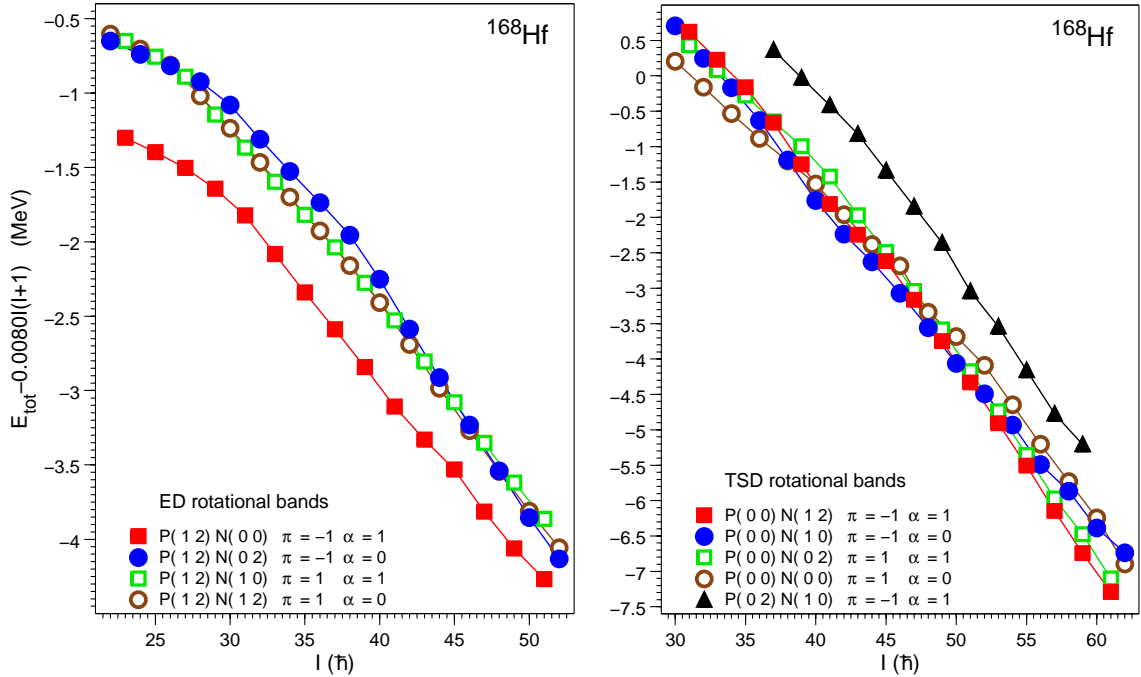 E_tot−0.0080I(I+1) (MeV)
168Hf
−0.5
−1
−1.5
−2
−2.5
−3
−3.5
−4
ED rotational bands
P( 1 2 ) N( 0 0 ) π = −1 α = 1
P( 1 2 ) N( 0 2 ) π = −1 α = 0
P( 1 2 ) N( 1 0 ) π = 1 α = 1
P( 1 2 ) N( 1 2 ) π = 1 α = 0
25 30 35 40 45 50
I (ħ)
168Hf
0.5
0
−0.5
−1
−1.5
−2
−2.5
−3
−3.5
−4
−4.5
−5
−5.5
−6
−6.5
−7
−7.5
TSD rotational bands
P( 0 0 ) N( 1 2 ) π = −1 α = 1
P( 0 0 ) N( 1 0 ) π = −1 α = 0
P( 0 0 ) N( 0 2 ) π = 1 α = 1
P( 0 0 ) N( 0 0 ) π = 1 α = 0
P( 0 2 ) N( 1 0 ) π = −1 α = 1
30 35 40 45 50 55 60
I (ħ)